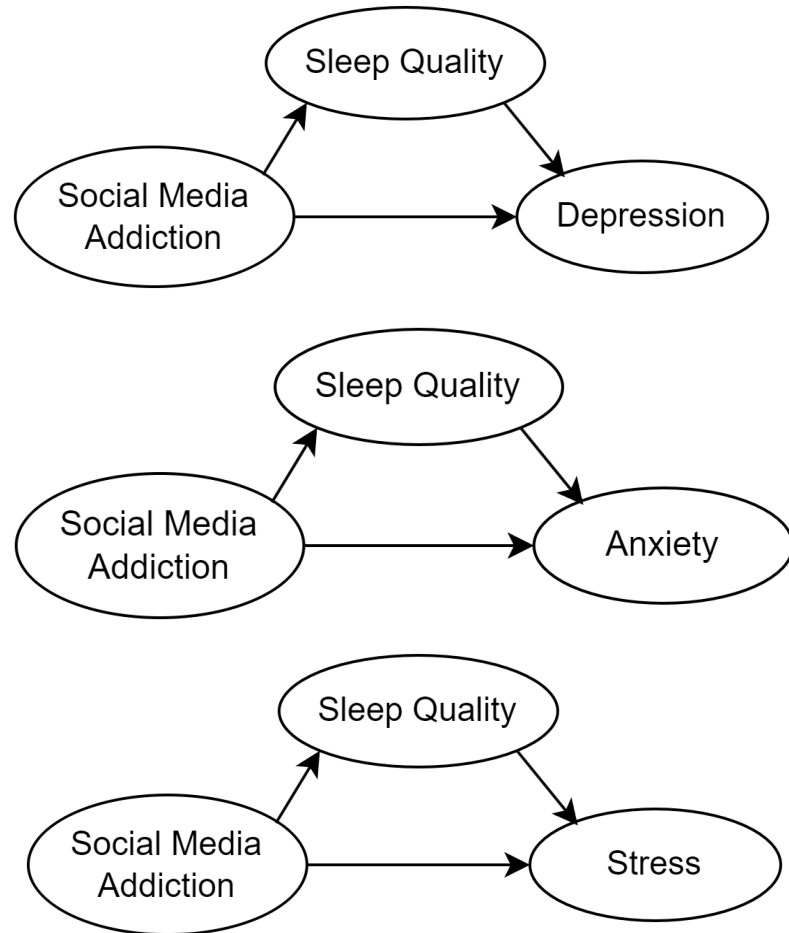 Sleep Quality
Social Media
Addiction
Depression
Sleep Quality
Social Media
Addiction
Anxiety
Sleep Quality
Social Media
Addiction
Stress